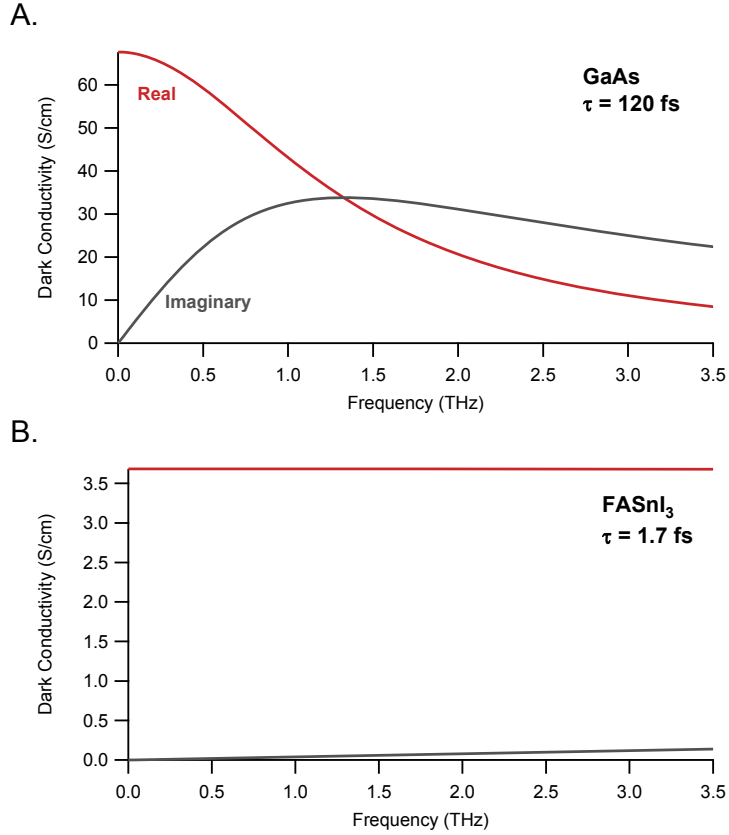 A.
Dark Conductivity (S/cm)
60
50
40
30
20
10
0
Real
Imaginary
GaAs
τ = 120 fs
0.0 0.5 1.0 1.5 2.0 2.5 3.0 3.5
Frequency (THz)
B.
Dark Conductivity (S/cm)
3.5
3.0
2.5
2.0
1.5
1.0
0.5
0.0
FASnI₃
τ = 1.7 fs
0.0 0.5 1.0 1.5 2.0 2.5 3.0 3.5
Frequency (THz)